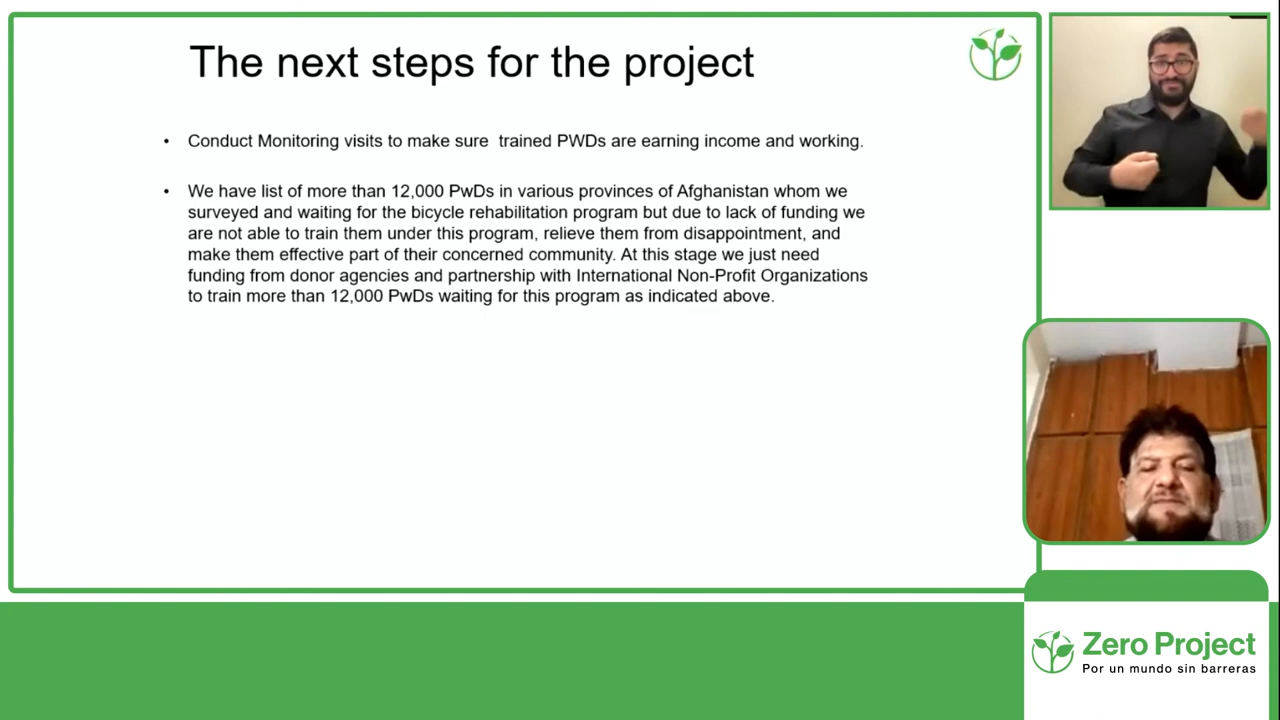 The next steps for the project
• Conduct Monitoring visits to make sure  trained PWDs are earning income and working.
• We have list of more than 12,000 PwDs in various provinces of Afghanistan whom we
surveyed and waiting for the bicycle rehabilitation program but due to lack of funding we
are not able to train them under this program, relieve them from disappointment, and
make them effective part of their concerned community. At this stage we just need
funding from donor agencies and partnership with International Non-Profit Organizations
to train more than 12,000 PwDs waiting for this program as indicated above.
Zero Project
Por un mundo sin barreras